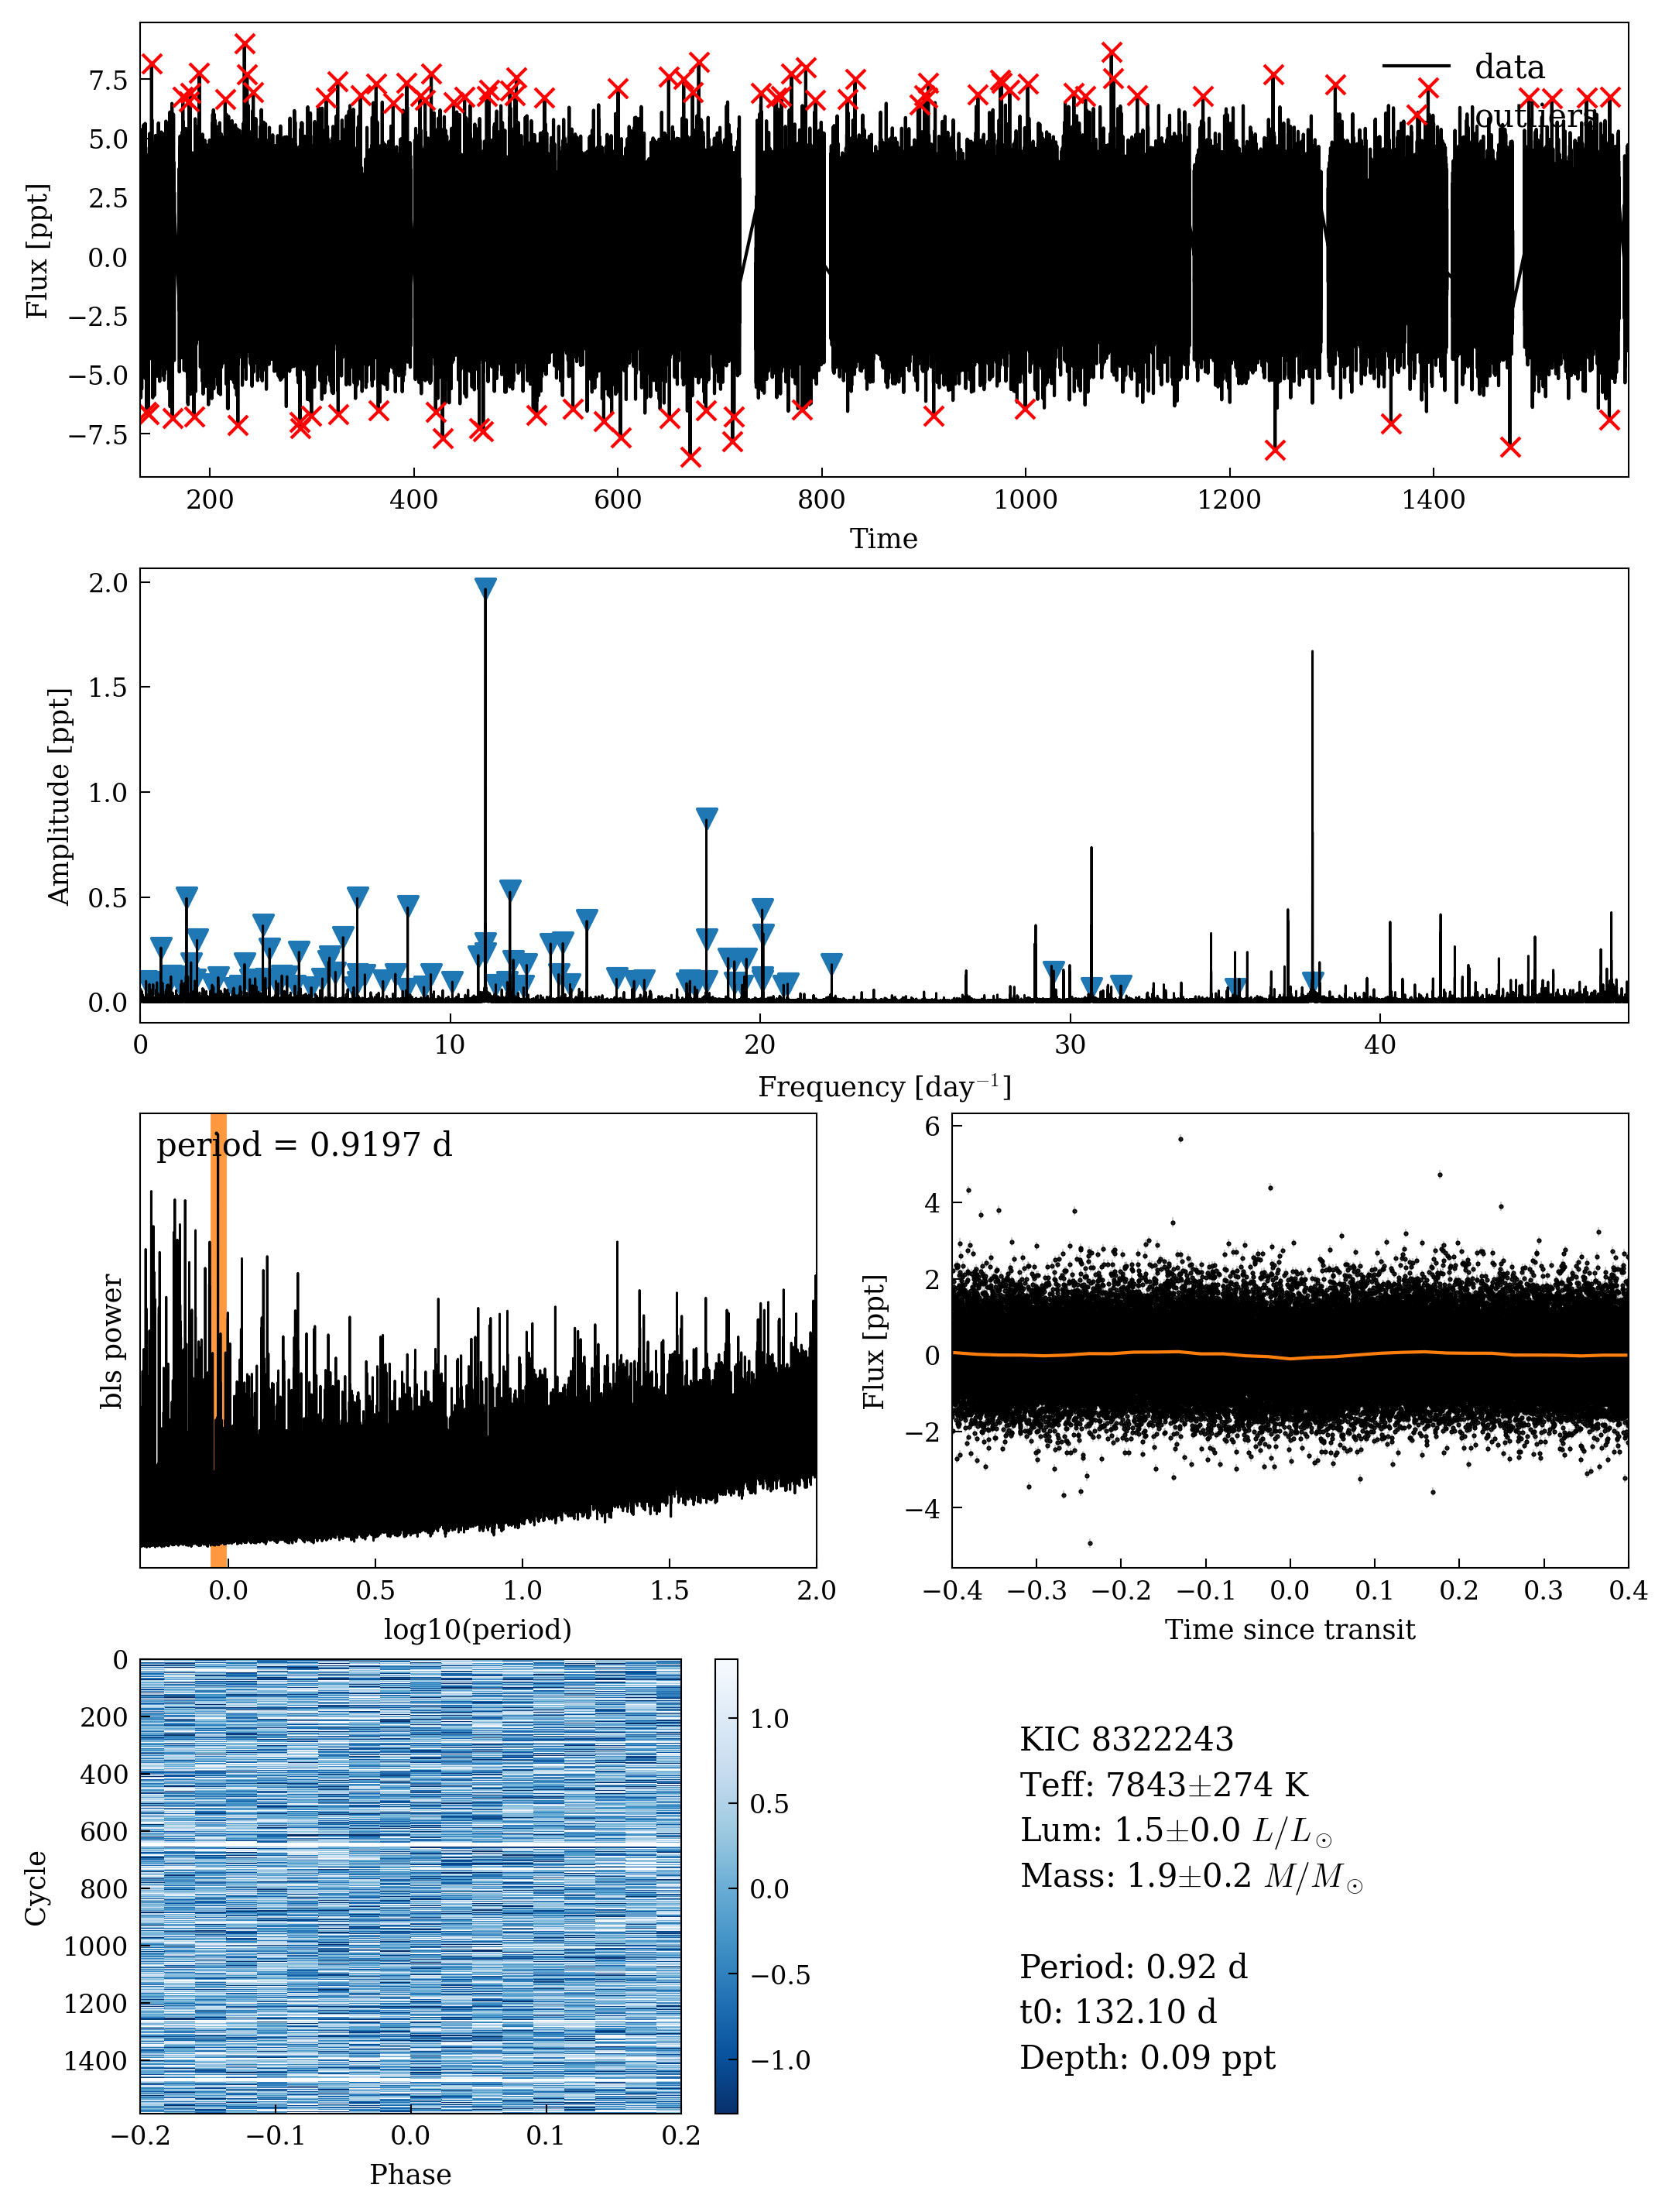 7.5
5.0
2.5
0.0
−2.5
−5.0
−7.5
Flux [ppt]
data
outliers
200 400 600 800 1000 1200 1400
Time
2.0
1.5
1.0
0.5
0.0
Amplitude [ppt]
0 10 20 30 40
Frequency [day⁻¹]
period = 0.9197 d
bls power
0.0 0.5 1.0 1.5 2.0
log10(period)
6
4
2
0
−2
−4
Flux [ppt]
−0.4 −0.3 −0.2 −0.1 0.0 0.1 0.2 0.3 0.4
Time since transit
0
200
400
600
800
1000
1200
1400
Cycle
−0.2 −0.1 0.0 0.1 0.2
Phase
1.0
0.5
0.0
−0.5
−1.0
KIC 8322243
Teff: 7843±274 K
Lum: 1.5±0.0 L/L☉
Mass: 1.9±0.2 M/M☉
Period: 0.92 d
t0: 132.10 d
Depth: 0.09 ppt